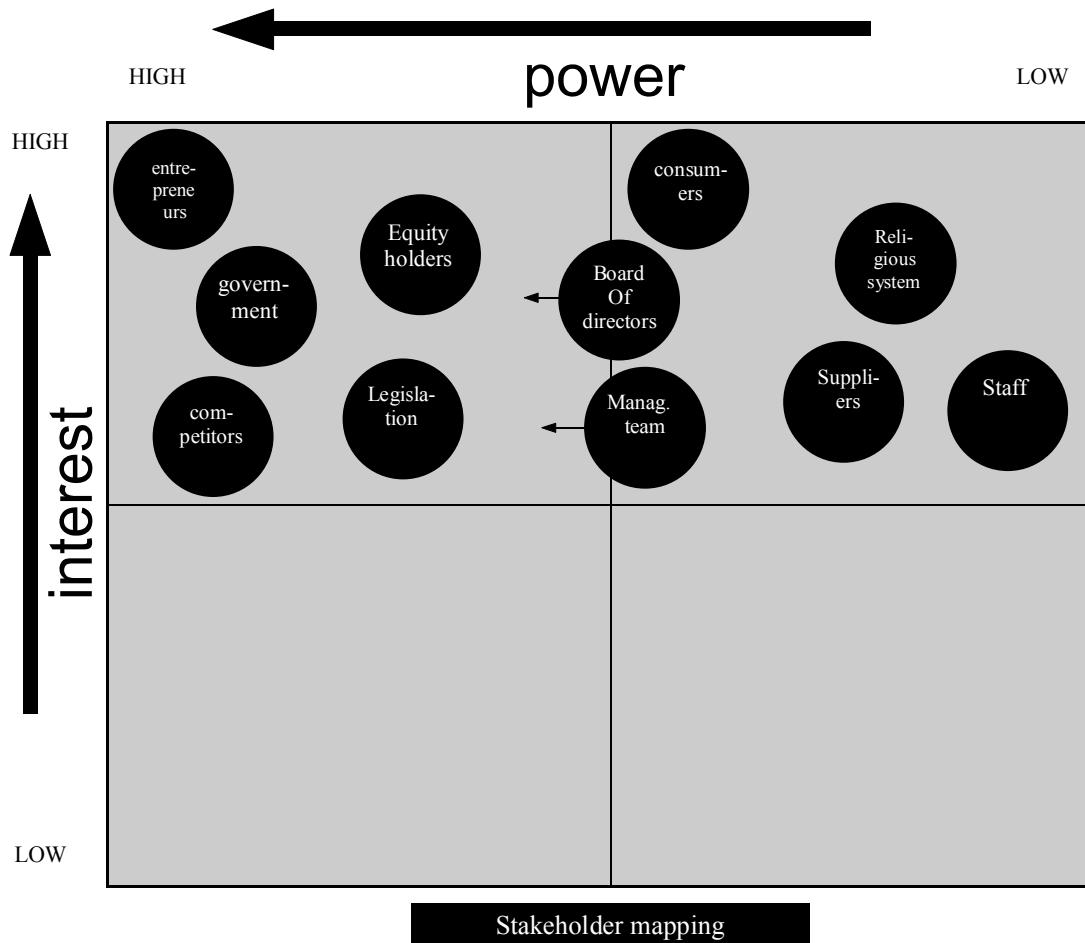 power
HIGH
LOW
HIGH
interest
LOW
entre-
prene
urs
govern-
ment
Equity
holders
com-
petitors
Legisla-
tion
consum-
ers
Board
Of
directors
Manag.
team
Reli-
gious
system
Suppli-
ers
Staff
Stakeholder mapping